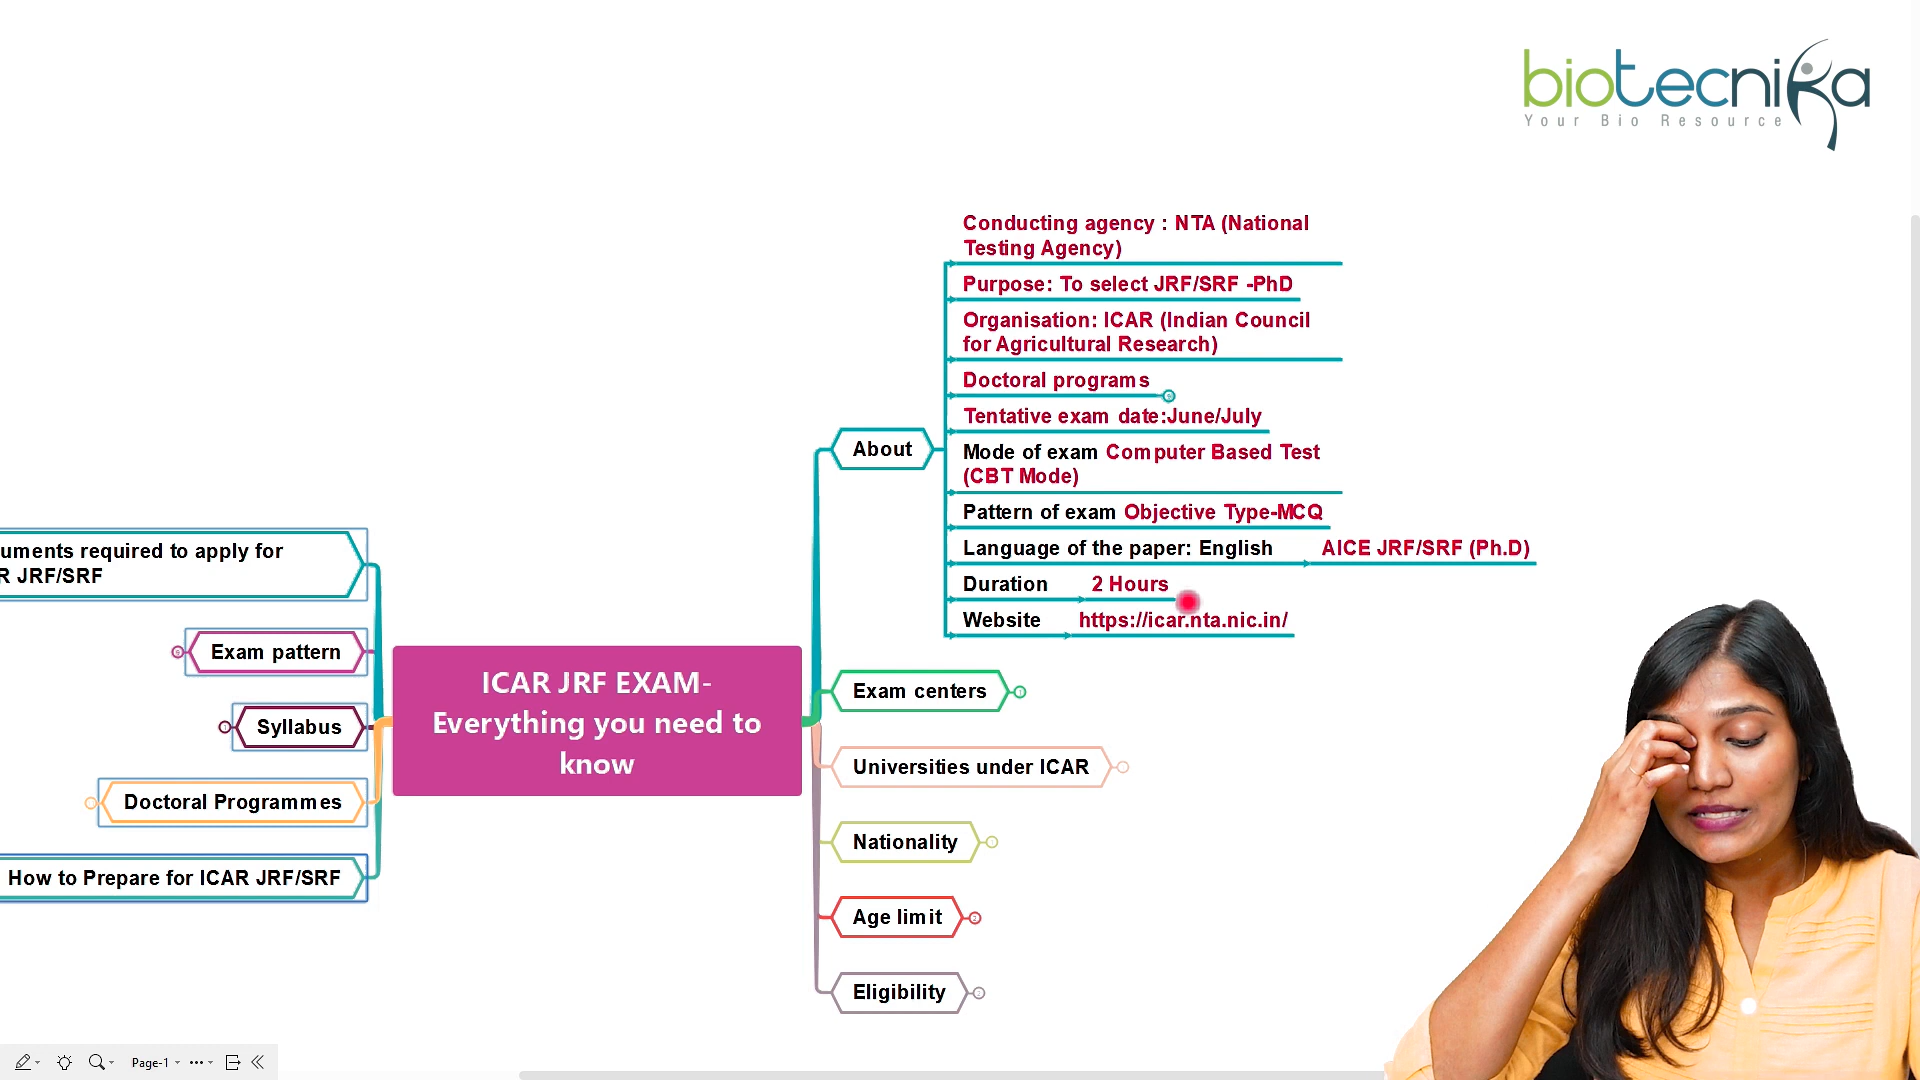 biotecnika
Your Bio Resource
Conducting agency : NTA (National
Testing Agency)
Purpose: To select JRF/SRF -PhD
Organisation: ICAR (Indian Council
for Agricultural Research)
Doctoral programs
Tentative exam date:June/July
About
Mode of exam Computer Based Test
(CBT Mode)
Pattern of exam Objective Type-MCQ
Language of the paper: English AICE JRF/SRF (Ph.D)
Duration 2 Hours
Website https://icar.nta.nic.in/
uments required to apply for
R JRF/SRF
Exam pattern
Syllabus
Doctoral Programmes
How to Prepare for ICAR JRF/SRF
ICAR JRF EXAM-
Everything you need to
know
Exam centers
Universities under ICAR
Nationality
Age limit
Eligibility
Page-1